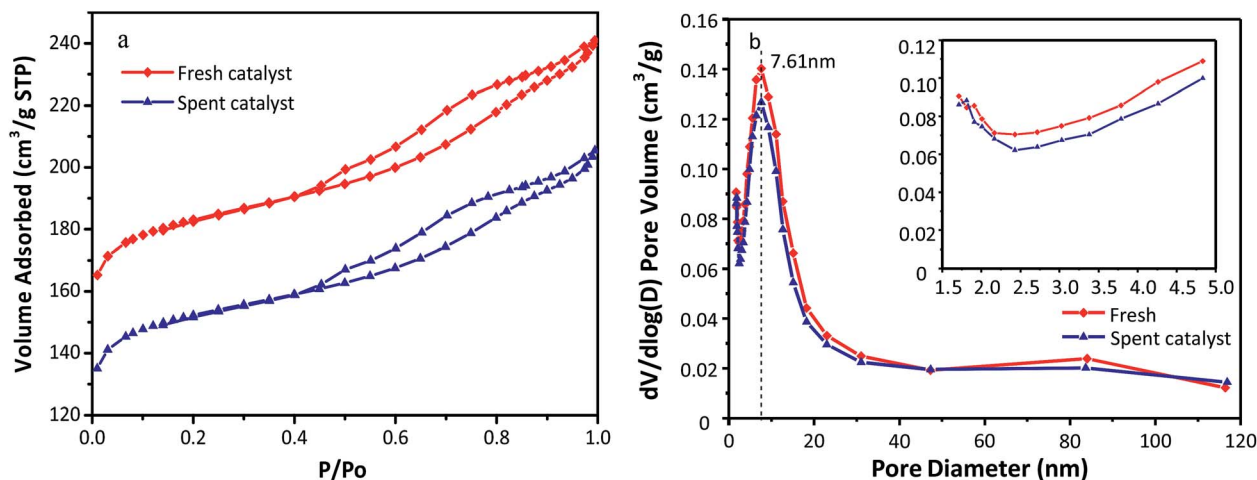 a
Fresh catalyst
Spent catalyst
Volume Adsorbed (cm³/g STP)
240
220
200
180
160
140
120
0.0 0.2 0.4 0.6 0.8 1.0
P/Po
b
7.61nm
dV/dlog(D) Pore Volume (cm³/g)
0.16
0.14
0.12
0.10
0.08
0.06
0.04
0.02
0
0 20 40 60 80 100 120
Pore Diameter (nm)
0.12
0.10
0.08
0.06
0.04
0.02
0.00
1.5 2.0 2.5 3.0 3.5 4.0 4.5 5.0
Fresh
Spent catalyst